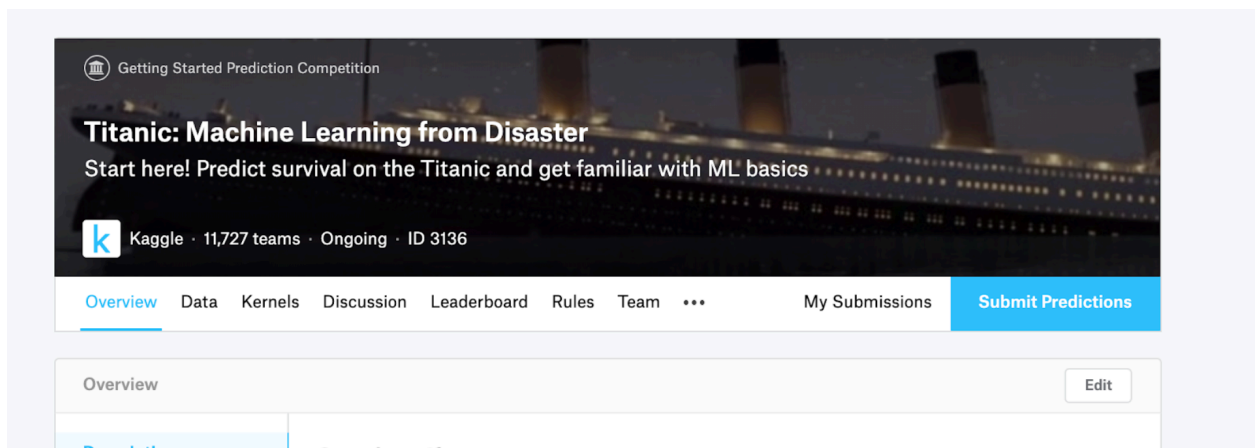 Getting Started Prediction Competition
Titanic: Machine Learning from Disaster
Start here! Predict survival on the Titanic and get familiar with ML basics
k Kaggle · 11,727 teams · Ongoing · ID 3136
Overview Data Kernels Discussion Leaderboard Rules Team ••• My Submissions Submit Predictions
Overview Edit